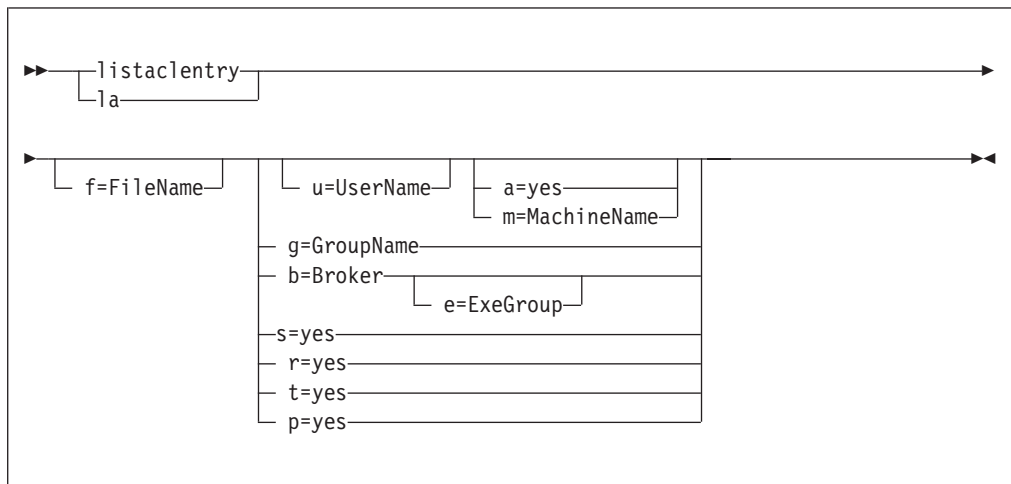 listaclentry
la
f=FileName
u=UserName
a=yes
m=MachineName
g=GroupName
b=Broker
e=ExeGroup
s=yes
r=yes
t=yes
p=yes